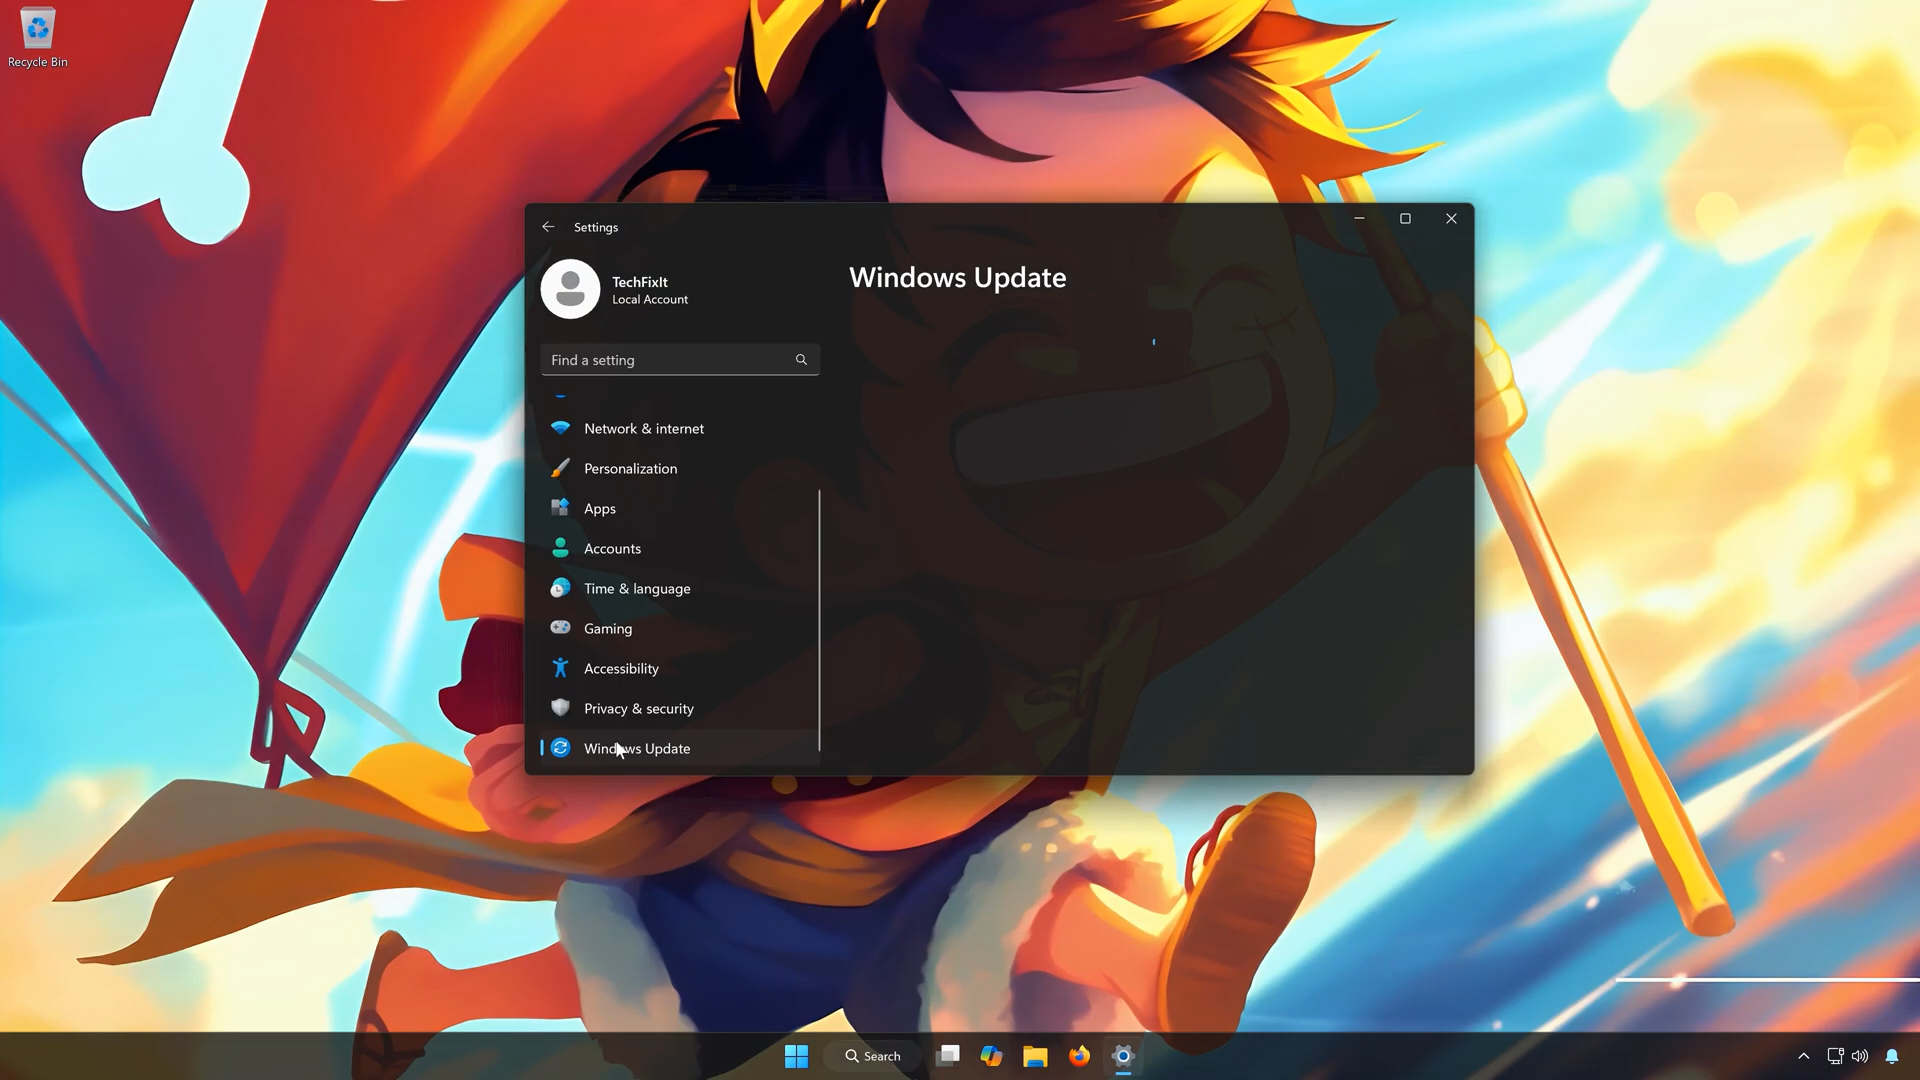 Recycle Bin
Settings
TechFixIt
Local Account
Find a setting
Network & internet
Personalization
Apps
Accounts
Time & language
Gaming
Accessibility
Privacy & security
Windows Update
Windows Update
Search